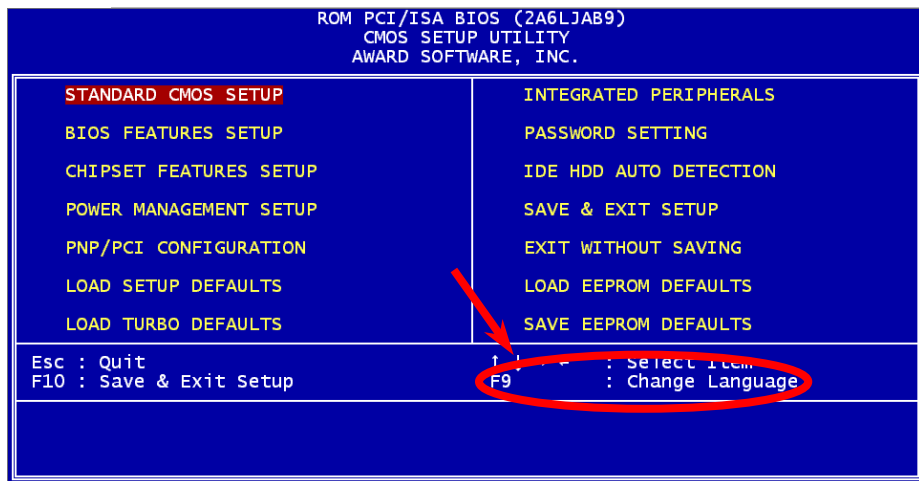 ROM PCI/ISA BIOS (2A6LJAB9)
CMOS SETUP UTILITY
AWARD SOFTWARE, INC.
STANDARD CMOS SETUP
BIOS FEATURES SETUP
CHIPSET FEATURES SETUP
POWER MANAGEMENT SETUP
PNP/PCI CONFIGURATION
LOAD SETUP DEFAULTS
LOAD TURBO DEFAULTS
INTEGRATED PERIPHERALS
PASSWORD SETTING
IDE HDD AUTO DETECTION
SAVE & EXIT SETUP
EXIT WITHOUT SAVING
LOAD EEPROM DEFAULTS
SAVE EEPROM DEFAULTS
Esc : Quit
F10 : Save & Exit Setup
↑ ↓ → ← : Select Item
F9 : Change Language